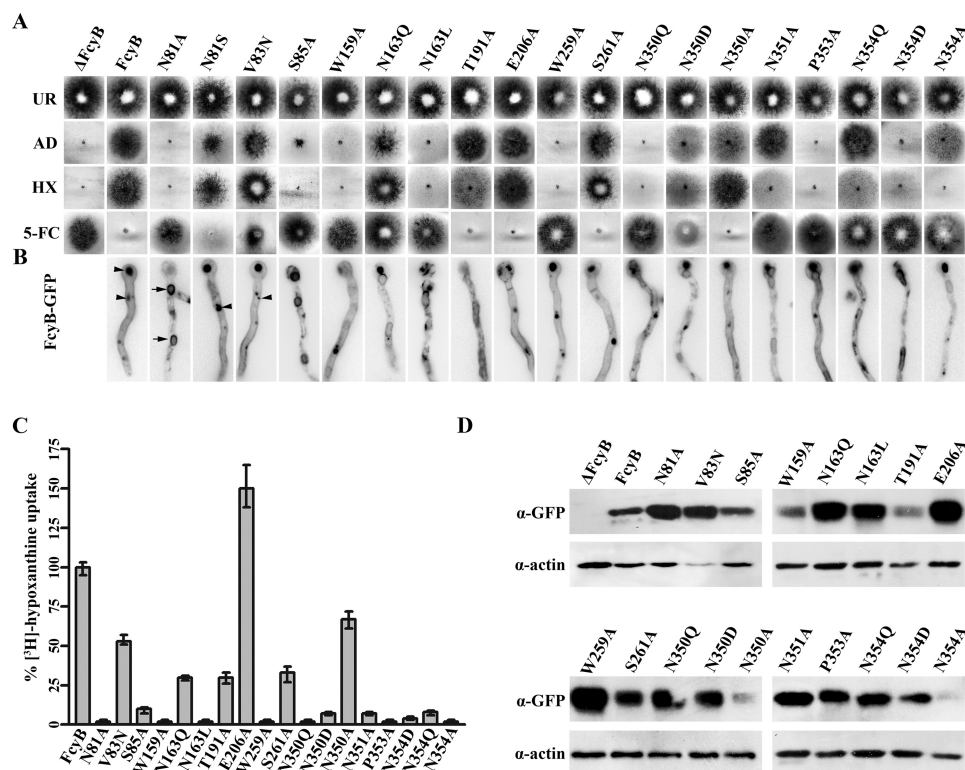 A
ΔFcyB FcyB N81A N81S V83N S85A W159A N163Q N163L T191A E206A W259A S261A N350Q N350D N350A N351A P353A N354Q N354D N354A
UR
AD
HX
5-FC
B
FcyB-GFP
C
% [³H]-hypoxanthine uptake
175
150
125
100
75
50
25
0
FcyB N81A V83N S85A W159A N163Q N163L T191A E206A W259A S261A N350Q N350D N350A N351A P353A N354D N354Q N354A
D
ΔFcyB FcyB N81A V83N S85A W159A N163Q N163L T191A E206A
α-GFP
α-actin
W259A S261A N350Q N350D N350A N351A P353A N354Q N354D N354A
α-GFP
α-actin